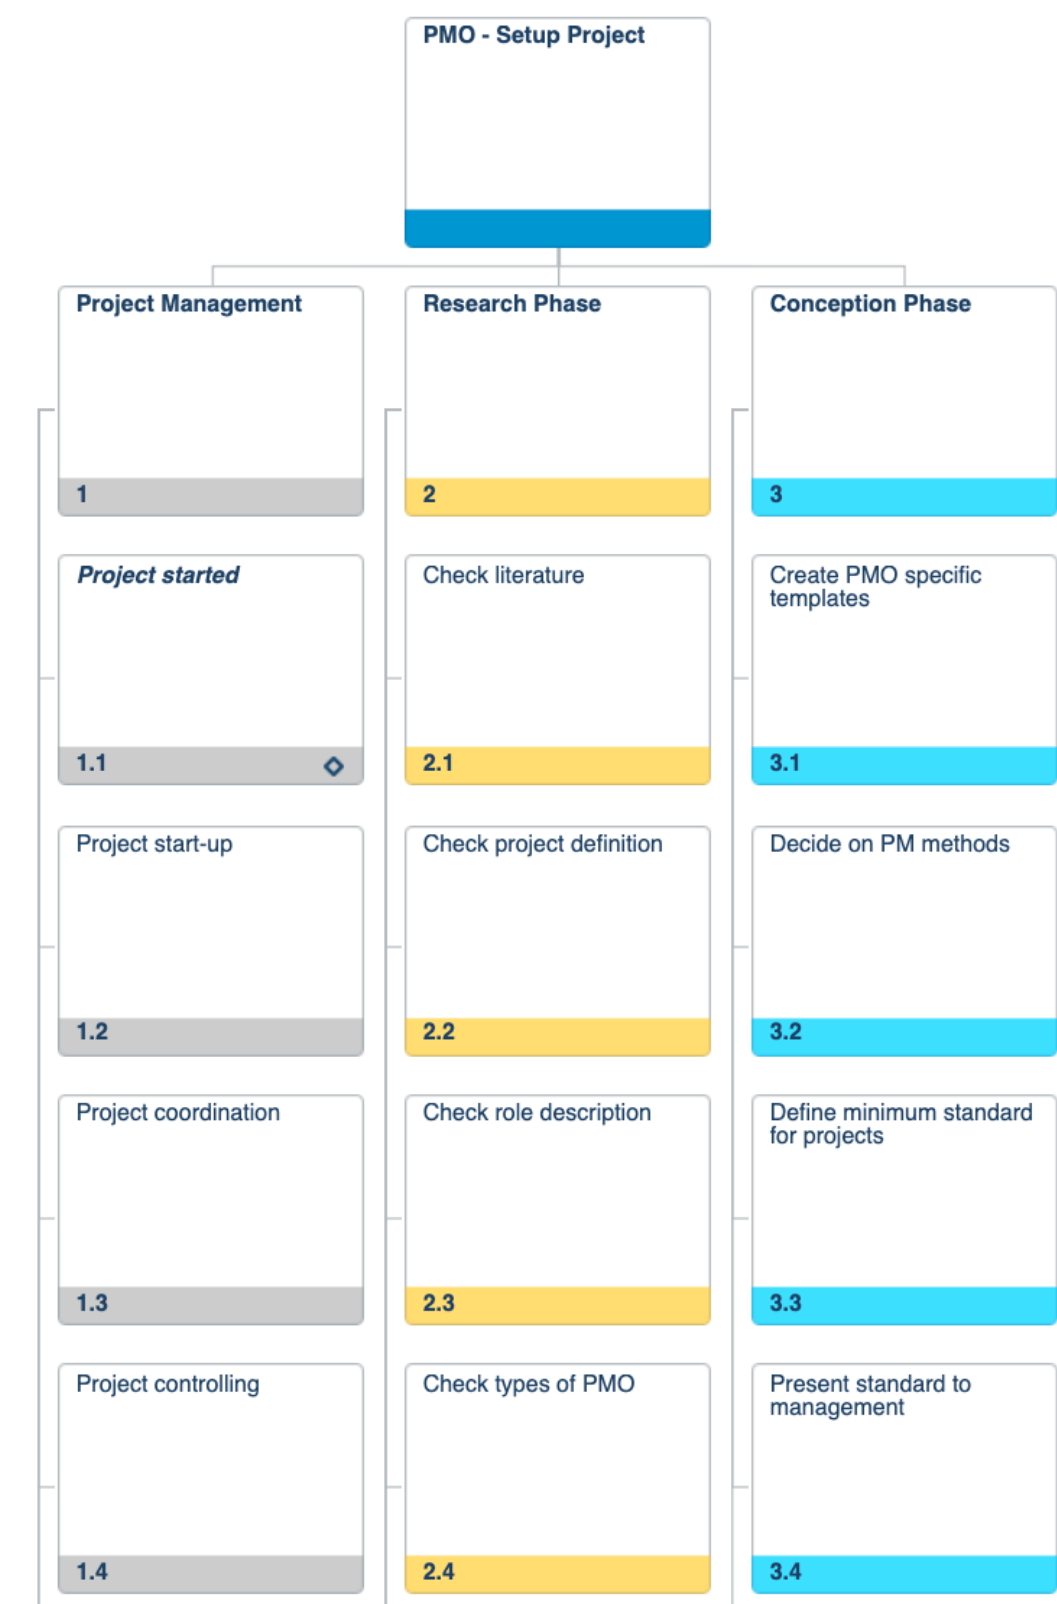 PMO - Setup Project
Project Management
1
Research Phase
2
Conception Phase
3
Project started
1.1
Check literature
2.1
Create PMO specific
templates
3.1
Project start-up
1.2
Check project definition
2.2
Decide on PM methods
3.2
Project coordination
1.3
Check role description
2.3
Define minimum standard
for projects
3.3
Project controlling
1.4
Check types of PMO
2.4
Present standard to
management
3.4